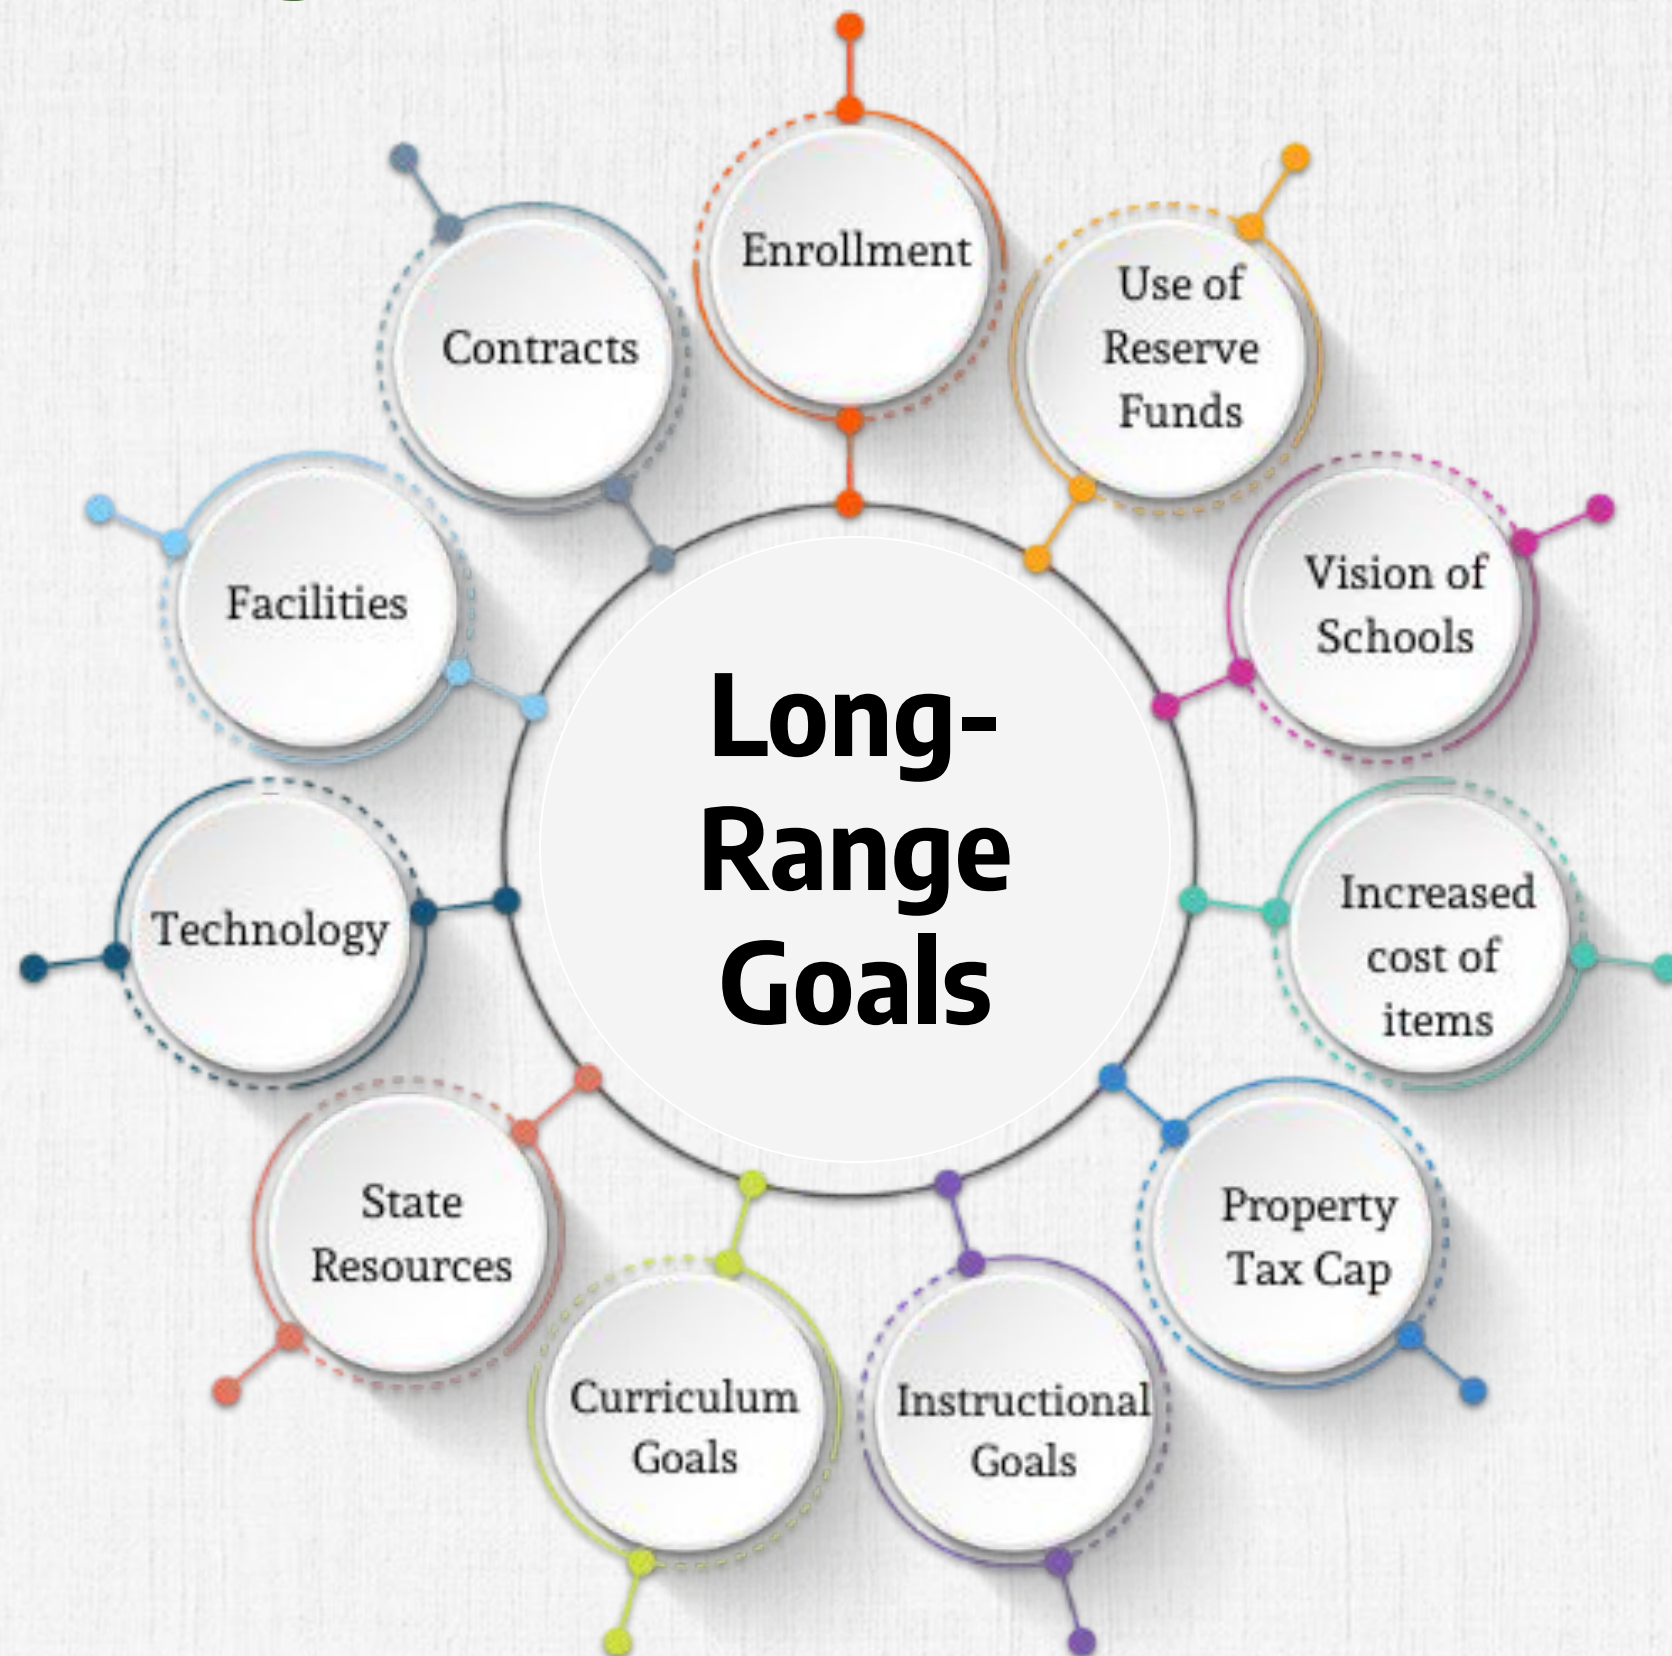 Enrollment
Use of
Reserve
Funds
Vision of
Schools
Increased
cost of
items
Property
Tax Cap
Instructional
Goals
Curriculum
Goals
State
Resources
Technology
Facilities
Contracts
Long-
Range
Goals